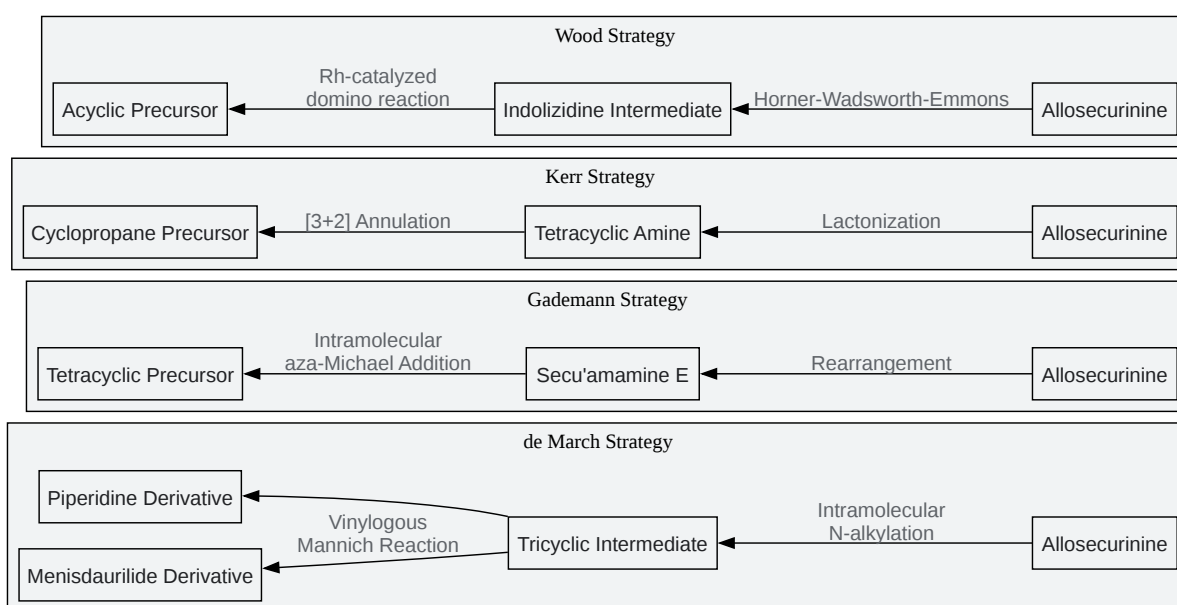 Wood Strategy
Rh-catalyzed
domino reaction
Acyclic Precursor
Indolizidine Intermediate
Horner-Wadsworth-Emmons
Allosecurinine
Kerr Strategy
Cyclopropane Precursor
[3+2] Annulation
Tetracyclic Amine
Lactonization
Allosecurinine
Gademann Strategy
Intramolecular
aza-Michael Addition
Tetracyclic Precursor
Secu'amamine E
Rearrangement
Allosecurinine
de March Strategy
Piperidine Derivative
Vinylogous
Mannich Reaction
Menisdaurilide Derivative
Tricyclic Intermediate
Intramolecular
N-alkylation
Allosecurinine